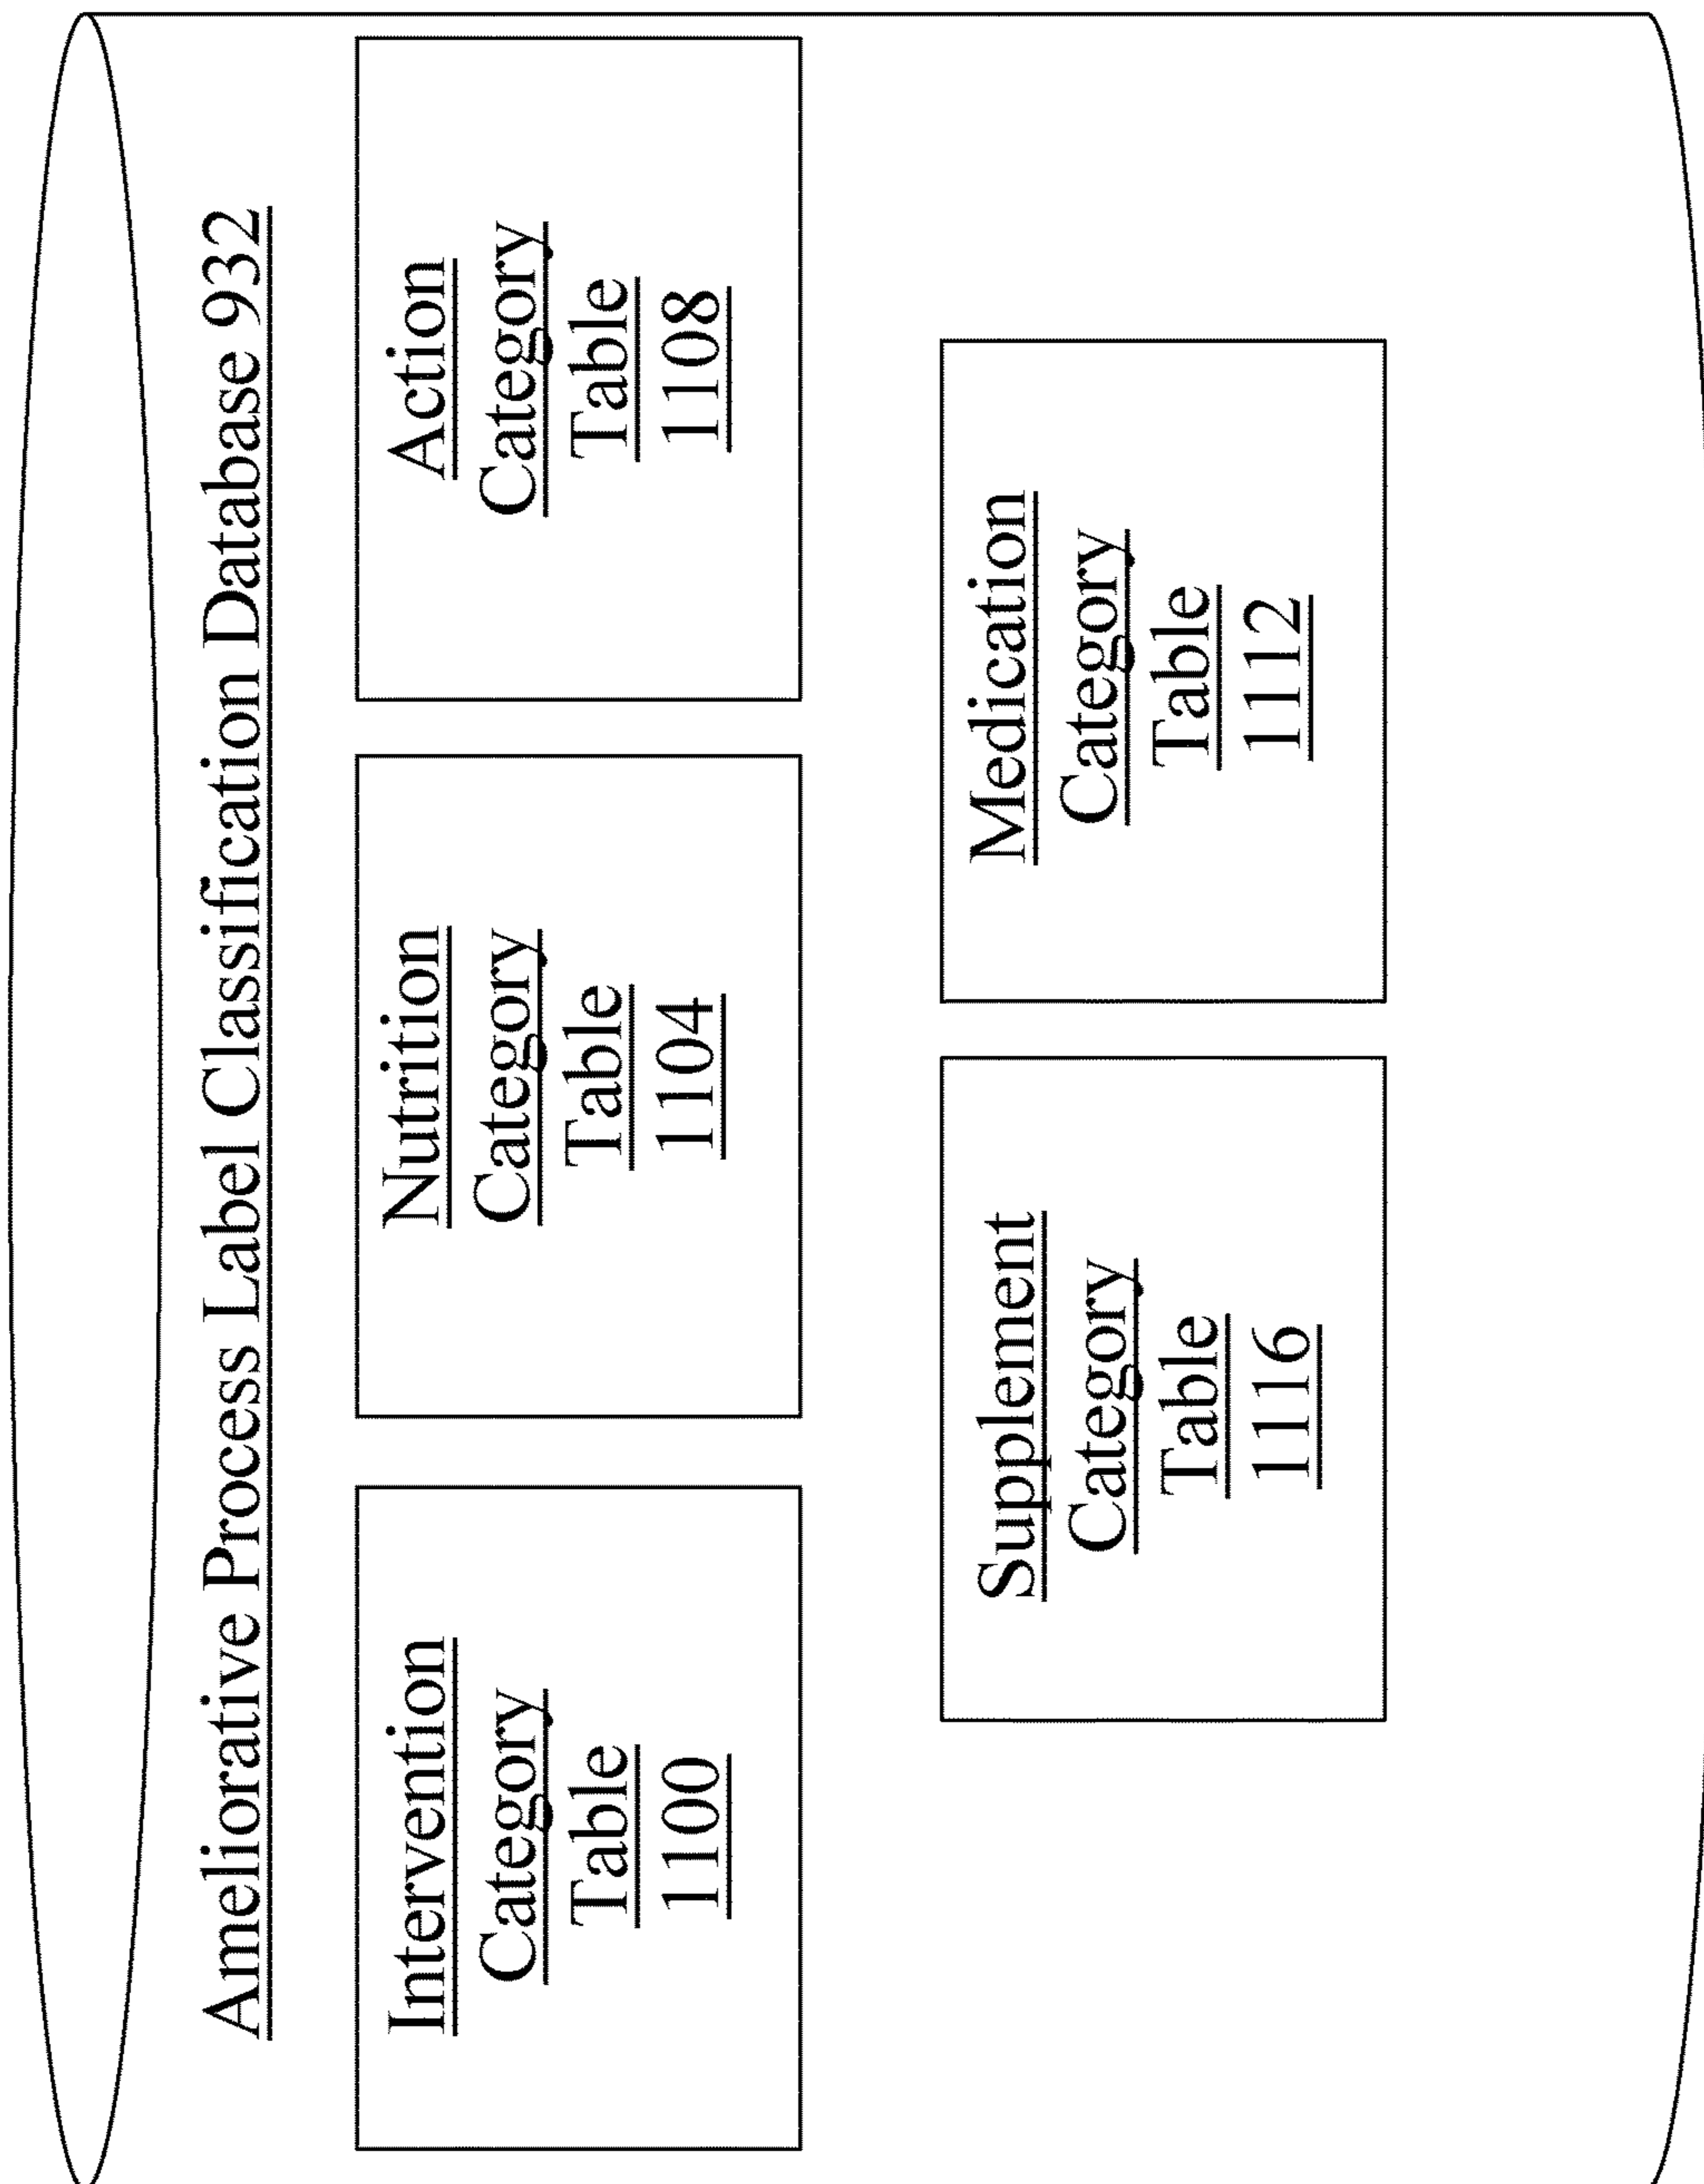 Ameliorative Process Label Classification Database 932
Intervention
Category
Table
1100
Nutrition
Category
Table
1104
Action
Category
Table
1108
Supplement
Category
Table
1116
Medication
Category
Table
1112